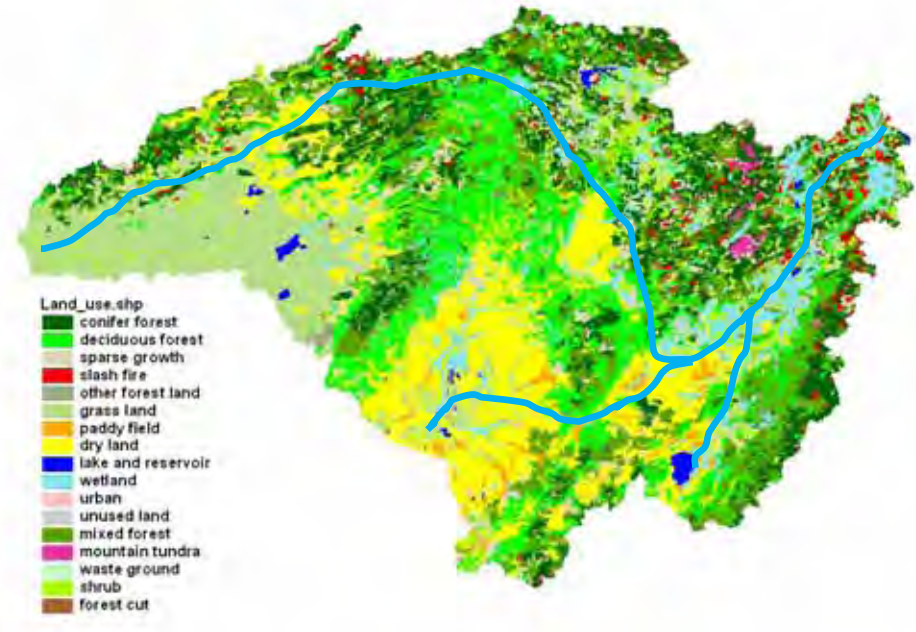 Land_use.shp
conifer forest
deciduous forest
sparse growth
slash fire
other forest land
grass land
paddy field
dry land
lake and reservoir
wetland
urban
unused land
mixed forest
mountain tundra
waste ground
shrub
forest cut